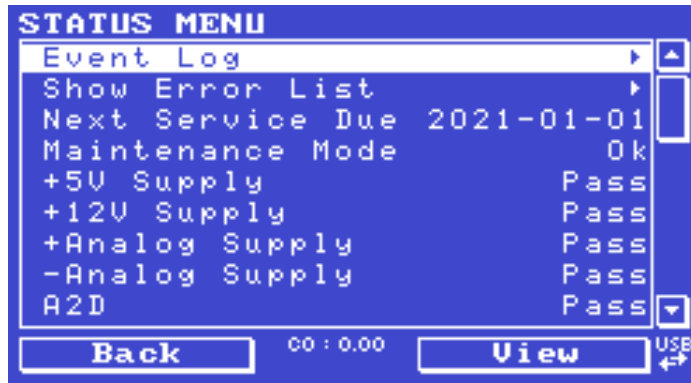 STATUS MENU
Event Log
Show Error List
Next Service Due 2021-01-01
Maintenance Mode Ok
+5V Supply Pass
+12V Supply Pass
+Analog Supply Pass
-Analog Supply Pass
A2D Pass
Back CO:0.00 View USB